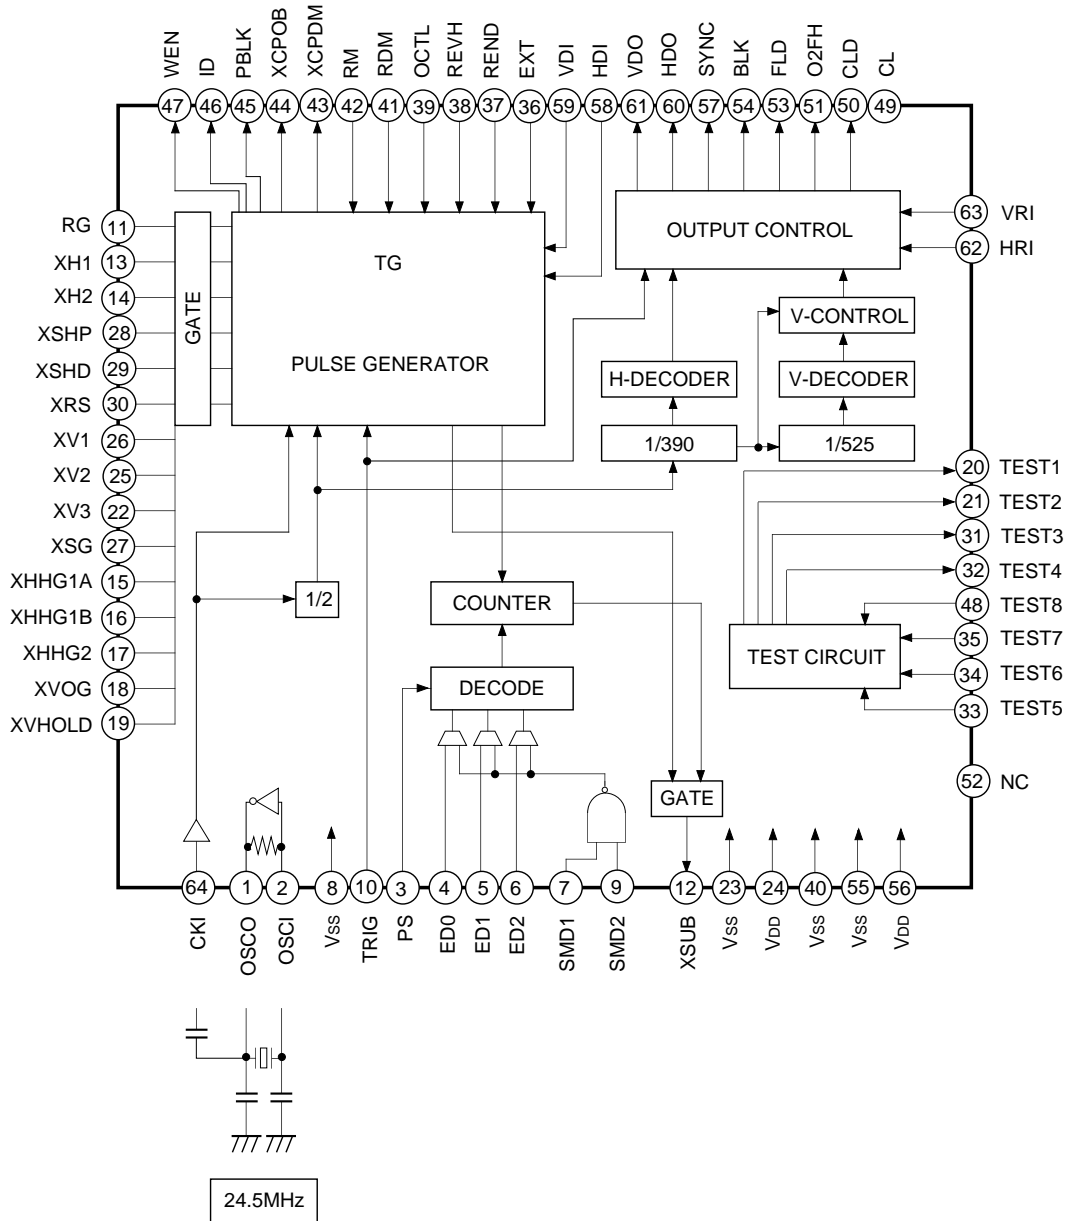 WEN
ID
PBLK
XCPOB
XCPDM
RM
RDM
OCTL
REVH
REND
EXT
VDI
HDI
VDO
HDO
SYNC
BLK
FLD
O2FH
CLD
CL
47
46
45
44
43
42
41
39
38
37
36
59
58
61
60
57
54
53
51
50
49
RG 11
XH1 13
XH2 14
XSHP 28
XSHD 29
XRS 30
XV1 26
XV2 25
XV3 22
XSG 27
XHHG1A 15
XHHG1B 16
XHHG2 17
XVOG 18
XVHOLD 19
GATE
TG
PULSE GENERATOR
OUTPUT CONTROL
63 VRI
62 HRI
V-CONTROL
H-DECODER
V-DECODER
1/390
1/525
20 TEST1
21 TEST2
31 TEST3
32 TEST4
48 TEST8
35 TEST7
34 TEST6
33 TEST5
TEST CIRCUIT
1/2
COUNTER
DECODE
GATE
52 NC
64
1
2
8
10
3
4
5
6
7
9
12
23
24
40
55
56
CKI
OSCO
OSCI
VSS
TRIG
PS
ED0
ED1
ED2
SMD1
SMD2
XSUB
VSS
VDD
VSS
VSS
VDD
24.5MHz